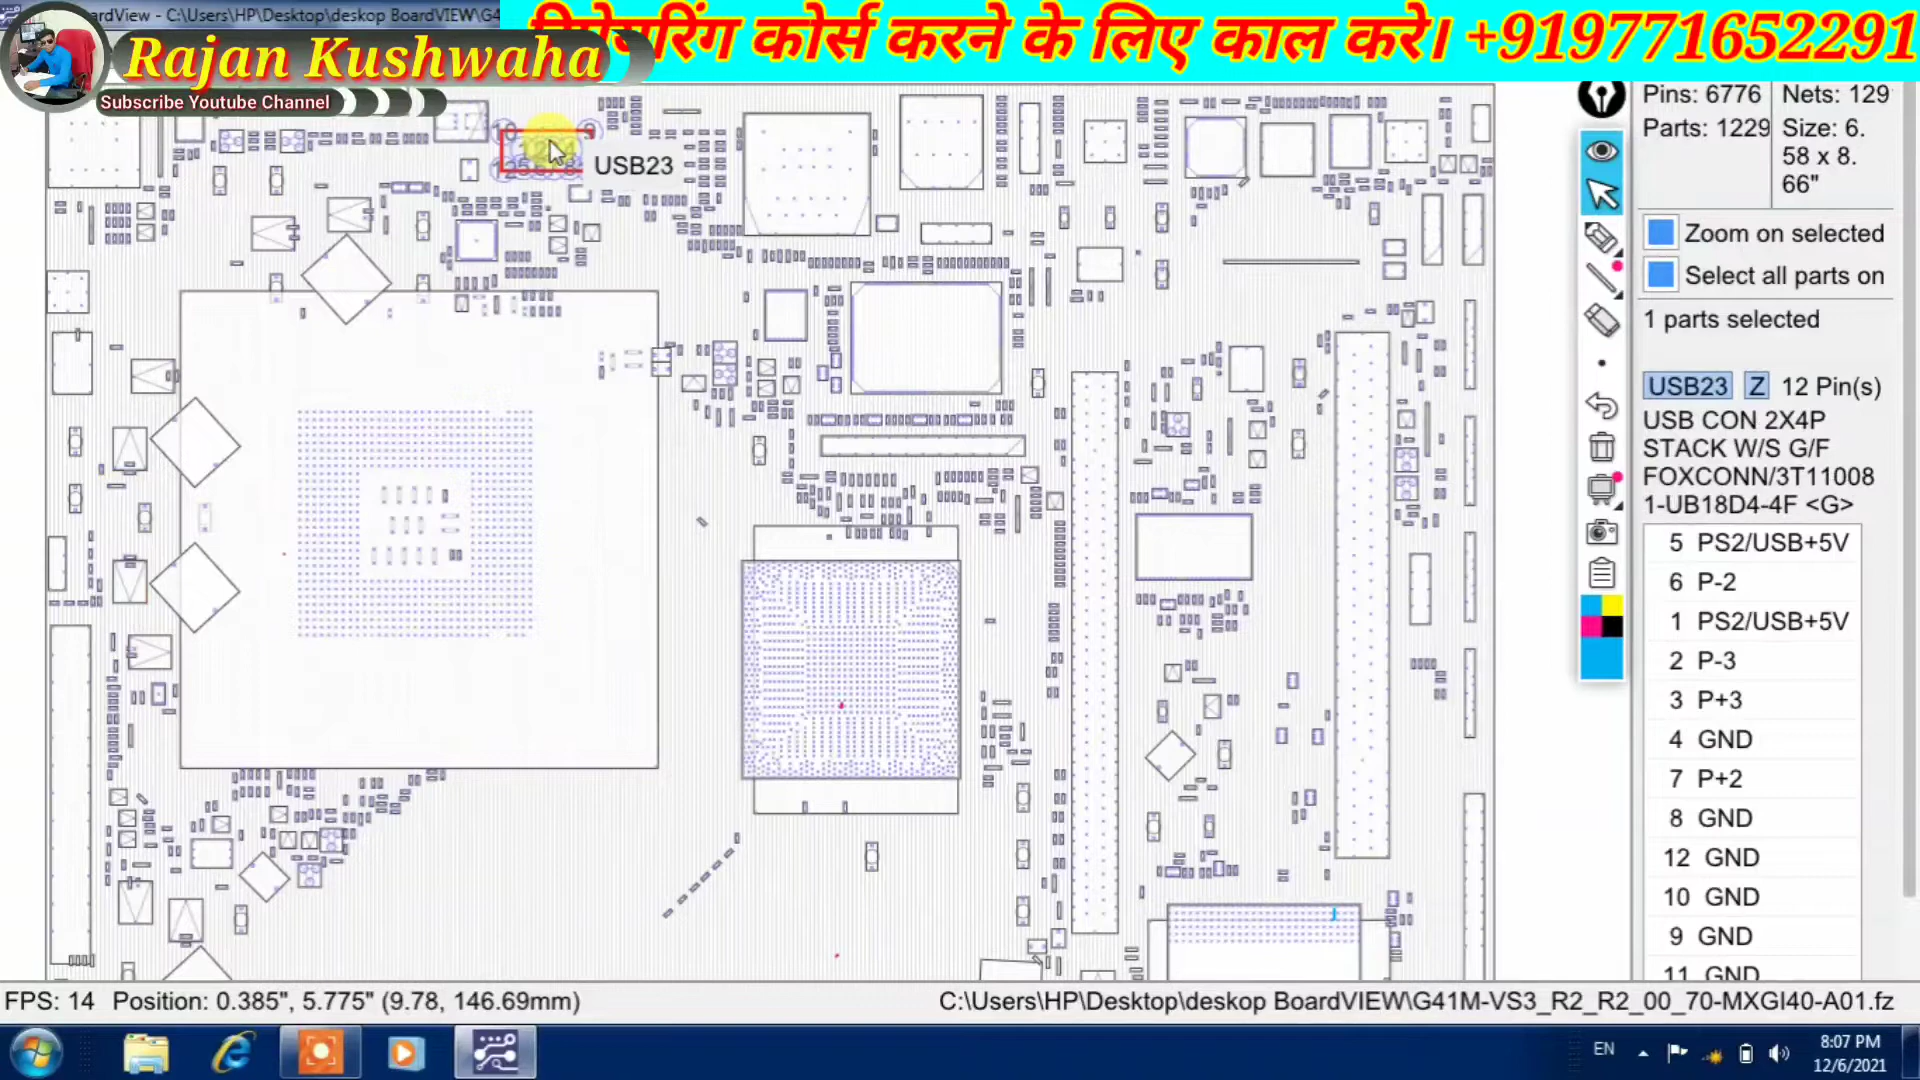 ardView - C:\Users\HP\Desktop\deskop BoardVIEW\G4
करने के लिए काल करे। +919771652291
कोर्स
Rajan Kushwaha
Subscribe Youtube Channel
USB23
Pins: 6776
Nets: 129
Parts: 1229
Size: 6.
58 x 8.
66"
Zoom on selected
Select all parts on
1 parts selected
USB23 Z 12 Pin(s)
USB CON 2X4P
STACK W/S G/F
FOXCONN/3T11008
1-UB18D4-4F <G>
5 PS2/USB+5V
6 P-2
1 PS2/USB+5V
2 P-3
3 P+3
4 GND
7 P+2
8 GND
12 GND
10 GND
9 GND
11 GND
FPS: 14 Position: 0.385", 5.775" (9.78, 146.69mm)
C:\Users\HP\Desktop\deskop BoardVIEW\G41M-VS3_R2_R2_00_70-MXGI40-A01.fz
EN
8:07 PM
12/6/2021